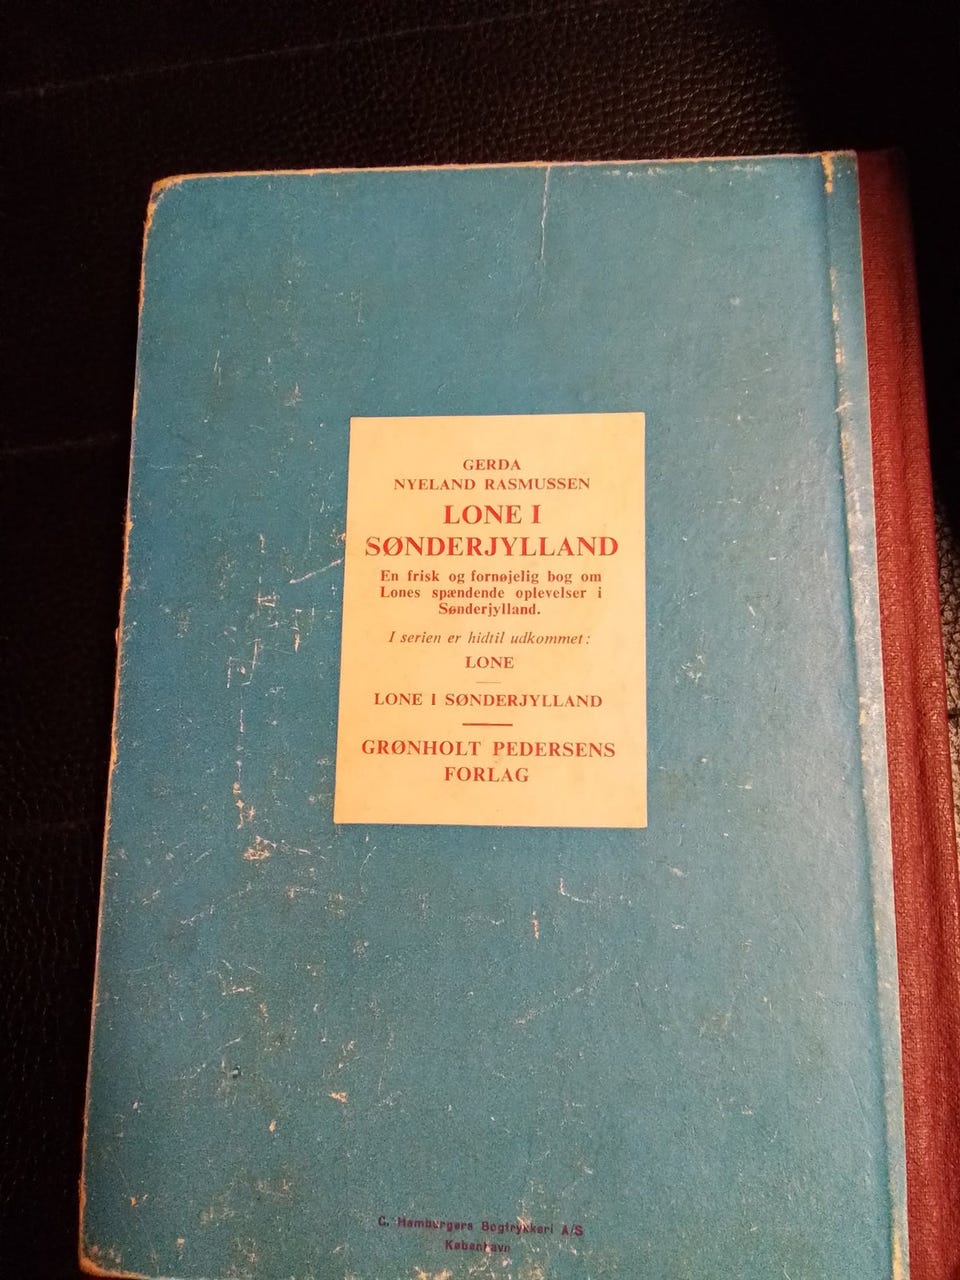 GERDA
NYELAND RASMUSSEN
LONE I
SØNDERJYLLAND
En frisk og fornøjelig bog om
Lones spændende oplevelser i
Sønderjylland.
I serien er hidtil udkommet:
LONE
LONE I SØNDERJYLLAND
GRØNHOLT PEDERSENS
FORLAG
C. Hamburgers Bogtrykkeri A/S
København